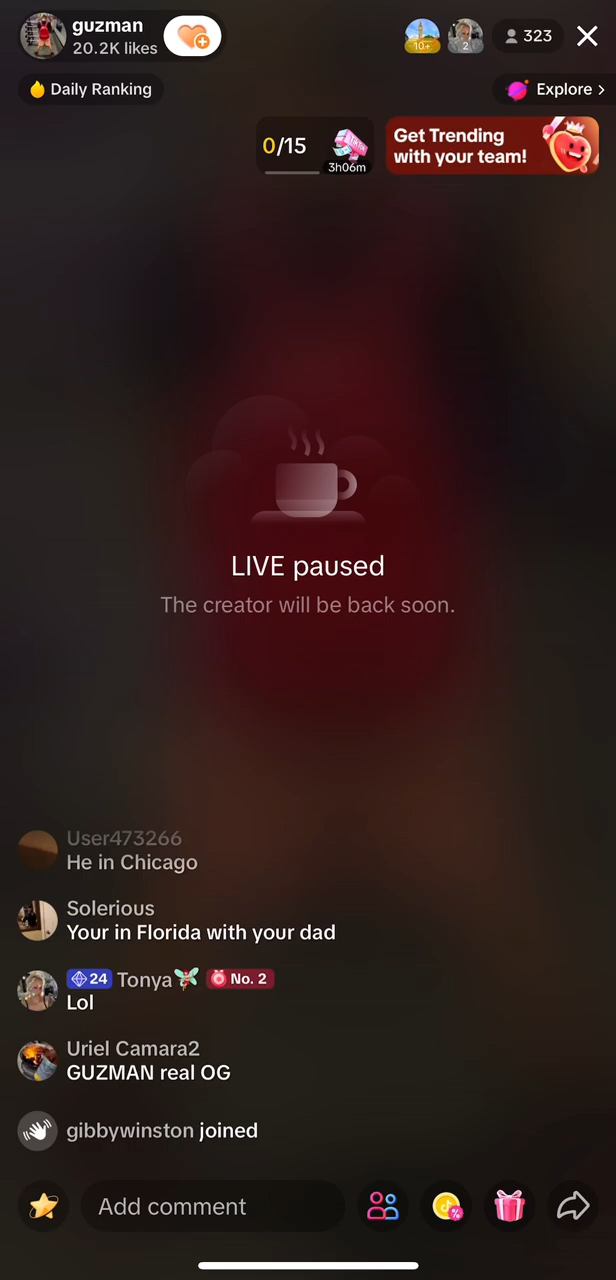 guzman
20.2K likes
10+
2
323
Daily Ranking
Explore
0/15
3h06m
Get Trending
with your team!
LIVE paused
The creator will be back soon.
User473266
He in Chicago
Solerious
Your in Florida with your dad
24 Tonya No. 2
Lol
Uriel Camara2
GUZMAN real OG
gibbywinston joined
Add comment